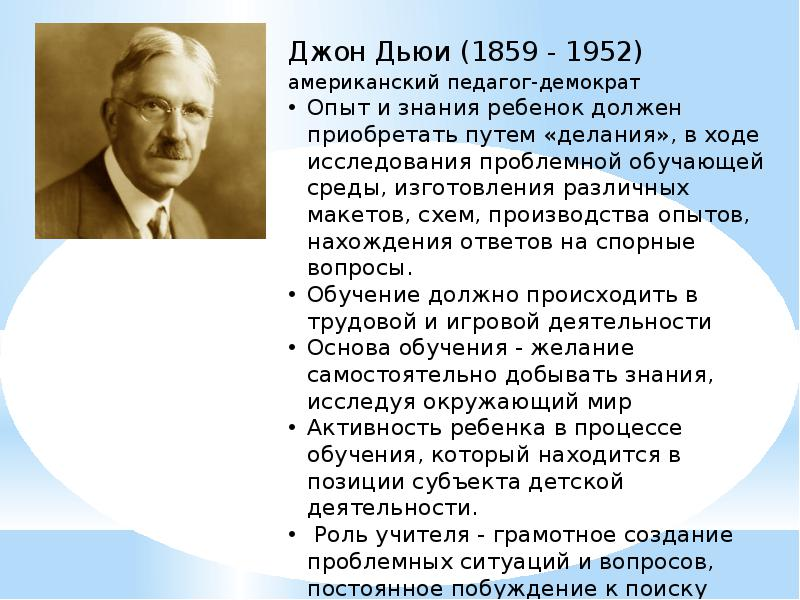 Джон Дьюи (1859 - 1952)
американский педагог-демократ
• Опыт и знания ребенок должен
приобретать путем «делания», в ходе
исследования проблемной обучающей
среды, изготовления различных
макетов, схем, производства опытов,
нахождения ответов на спорные
вопросы.
• Обучение должно происходить в
трудовой и игровой деятельности
• Основа обучения - желание
самостоятельно добывать знания,
исследуя окружающий мир
• Активность ребенка в процессе
обучения, который находится в
позиции субъекта детской
деятельности.
• Роль учителя - грамотное создание
проблемных ситуаций и вопросов,
постоянное побуждение к поиску